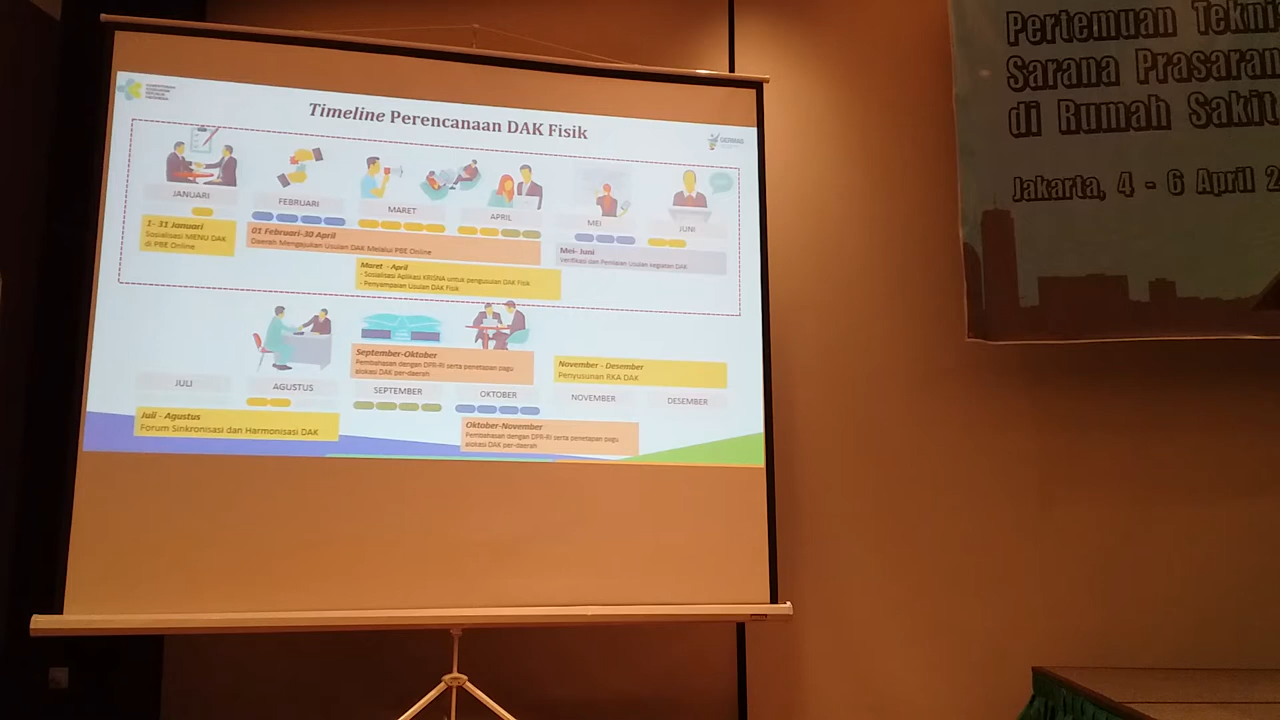 KEMENTERIAN
KESEHATAN
REPUBLIK
INDONESIA
Timeline Perencanaan DAK Fisik
GERMAS
JANUARI
FEBRUARI
MARET
APRIL
MEI
JUNI
1- 31 Januari
Sosialisasi MENU DAK
di PBE Online
01 Februari-30 April
Daerah Mengajukan Usulan DAK Melalui PBE Online
Maret - April
- Sosialisasi Aplikasi KRISNA untuk pengusulan DAK Fisik
- Penyampaian Usulan DAK Fisik
Mei- Juni
Verifikasi dan Penilaian Usulan kegiatan DAK
September-Oktober
Pembahasan dengan DPR-RI serta penetapan pagu
alokasi DAK per-daerah
November - Desember
Penyusunan RKA DAK
JULI
AGUSTUS
SEPTEMBER
OKTOBER
NOVEMBER
DESEMBER
Juli - Agustus
Forum Sinkronisasi dan Harmonisasi DAK
Oktober-November
Pembahasan dengan DPR-RI serta penetapan pagu
alokasi DAK per-daerah
Pertemuan Tekni
Sarana Prasaran
di Rumah Sakit
Jakarta, 4 - 6 April 2